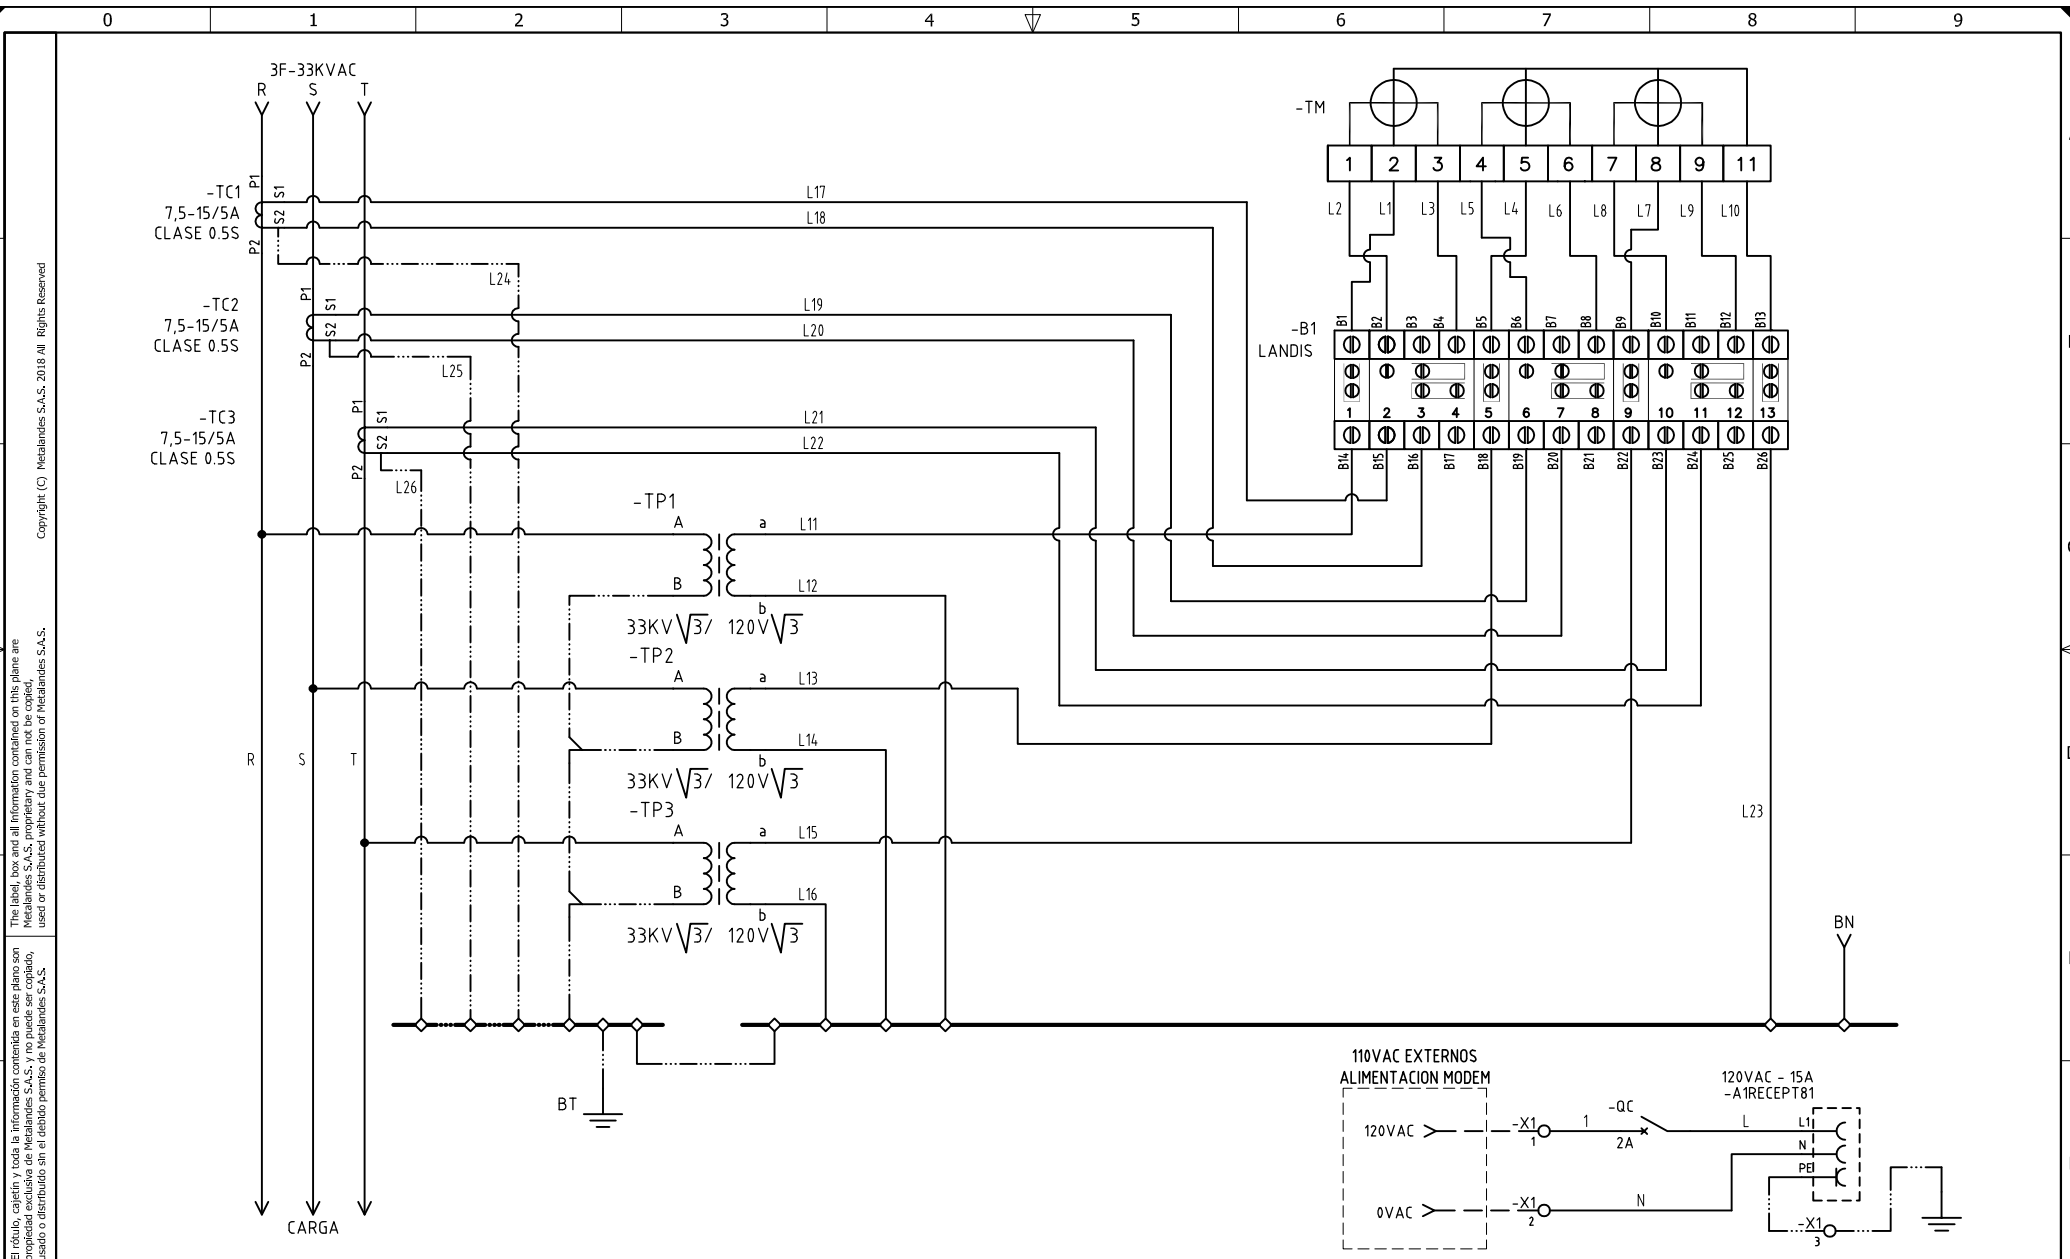 0 1 2 3 4 5 6 7 8 9
3F-33KVAC
R S T
-TM
1 2 3 4 5 6 7 8 9 11
L2 L1 L3 L5 L4 L6 L8 L7 L9 L10
-TC1
7,5-15/5A
CLASE 0.5S
P1 S1
S2
P2
L17
L18
L24
-TC2
7,5-15/5A
CLASE 0.5S
P1 S1
S2
P2
L19
L20
L25
-TC3
7,5-15/5A
CLASE 0.5S
P1 S1
S2
P2
L21
L22
L26
-B1
LANDIS
B1 B2 B3 B4 B5 B6 B7 B8 B9 B10 B11 B12 B13
1 2 3 4 5 6 7 8 9 10 11 12 13
B14 B15 B16 B17 B18 B19 B20 B21 B22 B23 B24 B25 B26
-TP1
A a L11
B b L12
33KV√3/ 120V√3
-TP2
A a L13
B b L14
33KV√3/ 120V√3
-TP3
A a L15
B b L16
33KV√3/ 120V√3
R S T
L23
BN
BT
CARGA
110VAC EXTERNOS
ALIMENTACION MODEM
120VAC
0VAC
-X1
1
1
-QC
2A
L
120VAC - 15A
-A1RECEPT81
L1
N
PE
-X1
2
N
-X1
3
Copyright (C) Metalandes S.A.S. 2018 All Rights Reserved
The label, box and all information contained on this plane are
Metalandes S.A.S. proprietary and can not be copied,
used or distributed without due permission of Metalandes S.A.S.
El rótulo, cajetín y toda la información contenida en este plano son
propiedad exclusiva de Metalandes S.A.S. y no puede ser copiado,
usado o distribuido sin el debido permiso de Metalandes S.A.S.